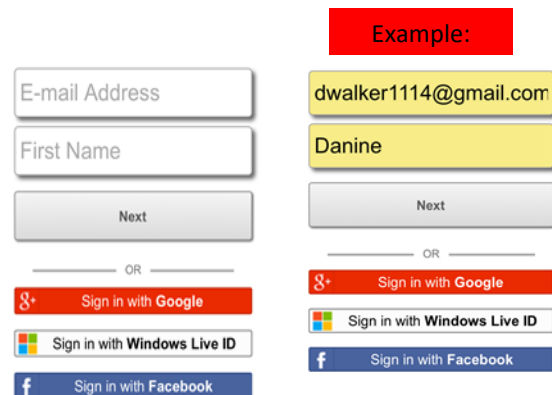 Example:
E-mail Address
First Name
Next
OR
8+ Sign in with Google
Sign in with Windows Live ID
f Sign in with Facebook
dwalker1114@gmail.com
Danine
Next
OR
8+ Sign in with Google
Sign in with Windows Live ID
f Sign in with Facebook